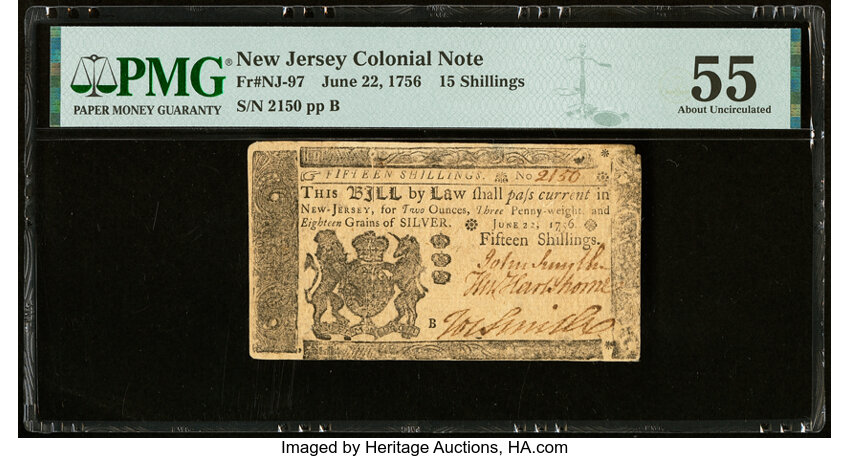 PMG®
PAPER MONEY GUARANTY
New Jersey Colonial Note
Fr#NJ-97 June 22, 1756 15 Shillings
S/N 2150 pp B
55
About Uncirculated
FIFTEEN SHILLINGS. No 2150
THIS BILL by Law ſhall paſs current in
NEW-JERSEY, for Two Ounces, Three Penny-weight, and
Eighteen Grains of SILVER. JUNE 22, 1756.
Fifteen Shillings.
John Smyth
Hartshorne
B Jos Smith
Imaged by Heritage Auctions, HA.com